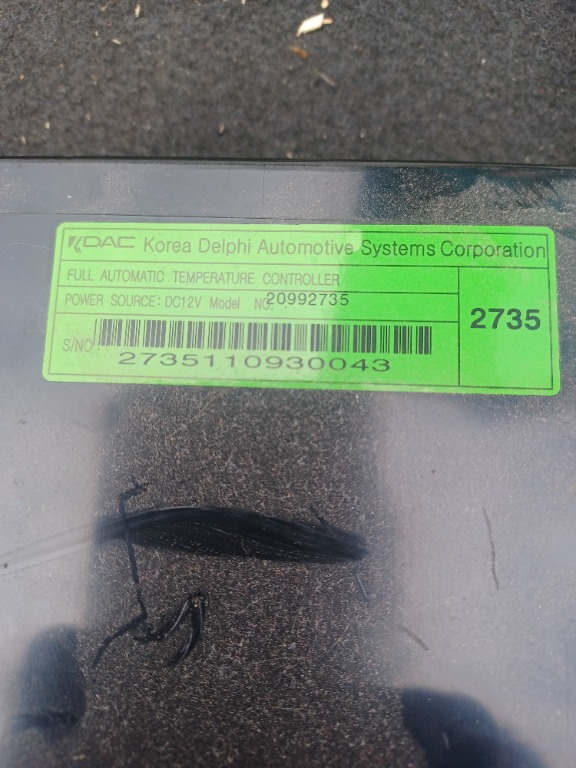 KDAC Korea Delphi Automotive Systems Corporation
FULL AUTOMATIC TEMPERATURE CONTROLLER
POWER SOURCE: DC12V Model NO. 20992735
2735
S/NO
2735110930043